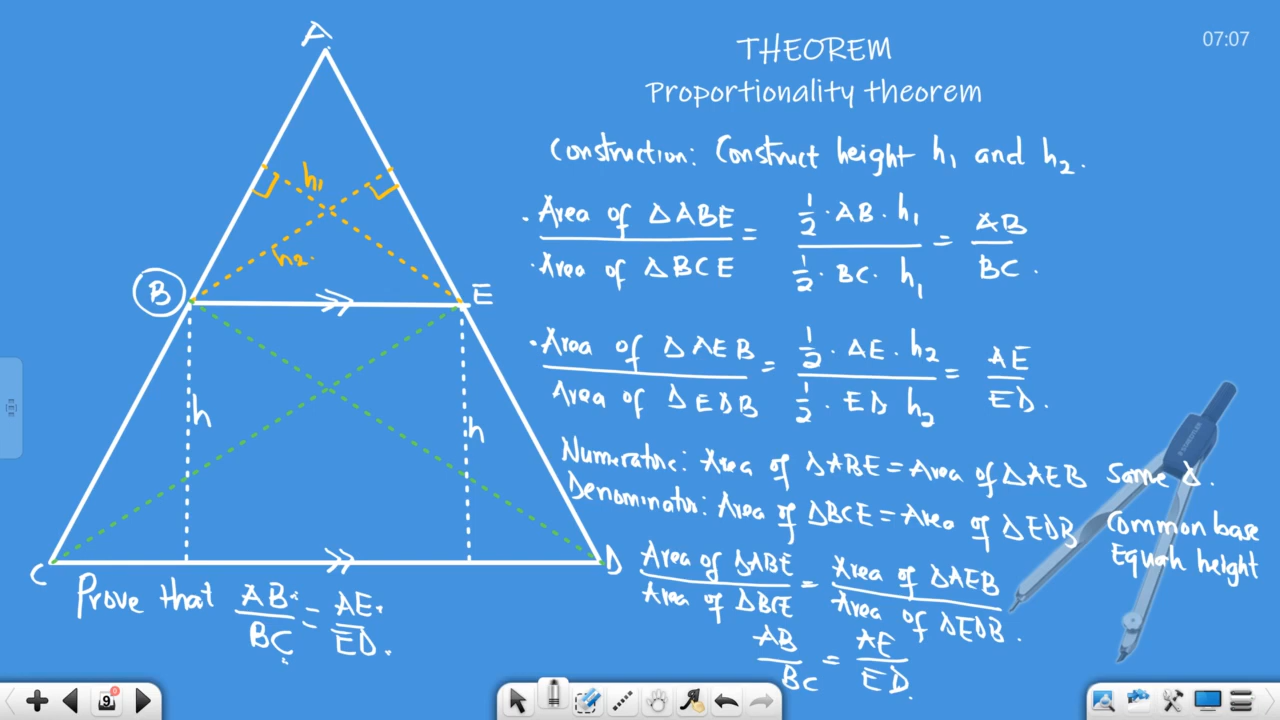 THEOREM
07:07
Proportionality theorem
Construction: Construct height h₁ and h₂.
· Area of ΔABE / · Area of ΔBCE = ½ · AB · h₁ / ½ · BC · h₁ = AB / BC .
· Area of ΔAEB / Area of ΔEDB = ½ · AE · h₂ / ½ · ED h₂ = AE / ED .
Numerator: Area of ΔABE = Area of ΔAEB Same Δ.
Denominator: Area of ΔBCE = Area of ΔEDB Common base
Equal height
Area of ΔABE / Area of ΔBCE = Area of ΔAEB / Area of ΔEDB .
AB / BC = AE / ED .
A
h₁
h₂.
B
E
h
h
C
D
Prove that AB / BC = AE / ED .
9
0